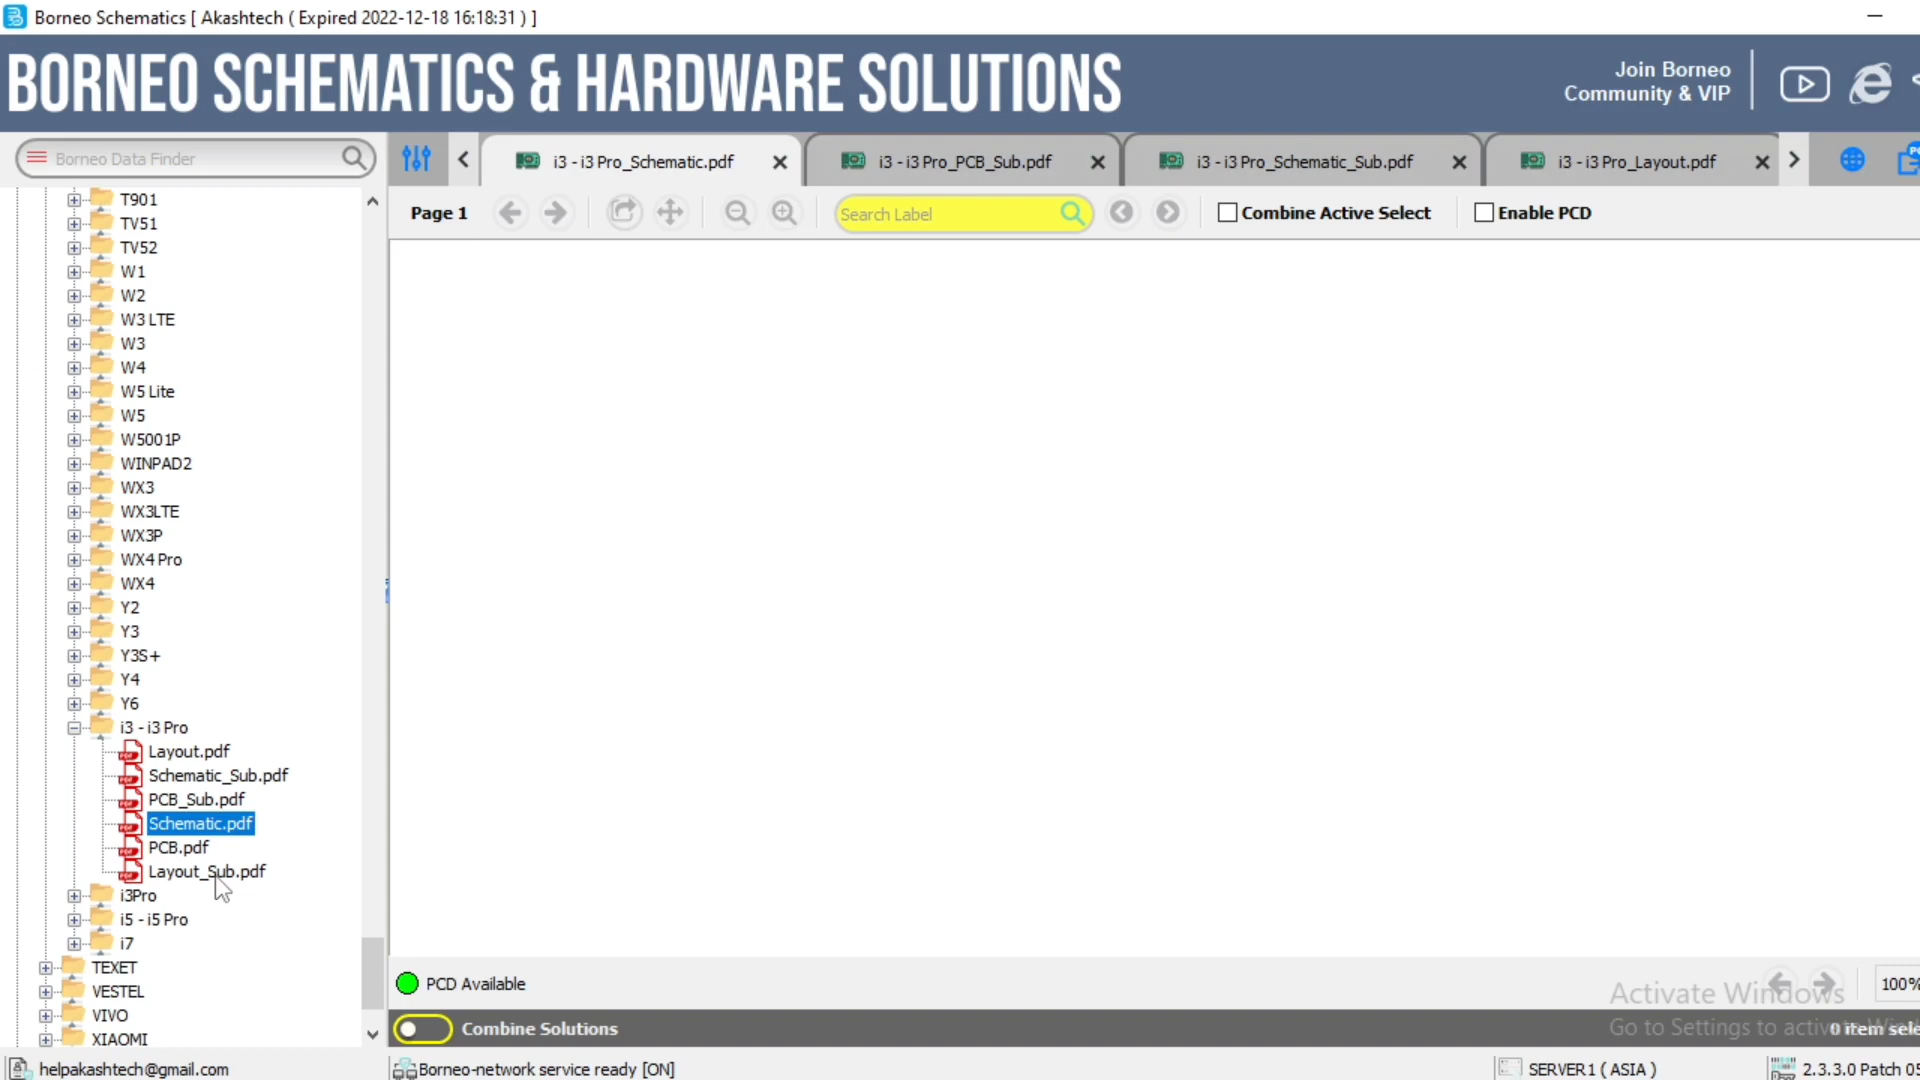 Borneo Schematics [ Akashtech ( Expired 2022-12-18 16:18:31 ) ]
BORNEO SCHEMATICS & HARDWARE SOLUTIONS
Join Borneo
Community & VIP
Borneo Data Finder
i3 - i3 Pro_Schematic.pdf
i3 - i3 Pro_PCB_Sub.pdf
i3 - i3 Pro_Schematic_Sub.pdf
i3 - i3 Pro_Layout.pdf
Page 1
Search Label
Combine Active Select
Enable PCD
T901
TV51
TV52
W1
W2
W3 LTE
W3
W4
W5 Lite
W5
W5001P
WINPAD2
WX3
WX3LTE
WX3P
WX4 Pro
WX4
Y2
Y3
Y3S+
Y4
Y6
i3 - i3 Pro
Layout.pdf
Schematic_Sub.pdf
PCB_Sub.pdf
Schematic.pdf
PCB.pdf
Layout_Sub.pdf
i3Pro
i5 - i5 Pro
i7
TEXET
VESTEL
VIVO
XIAOMI
PCD Available
Activate Windows
100%
Combine Solutions
Go to Settings to
0 item
helpakashtech@gmail.com
Borneo-network service ready [ON]
SERVER1 ( ASIA )
2.3.3.0 Patch